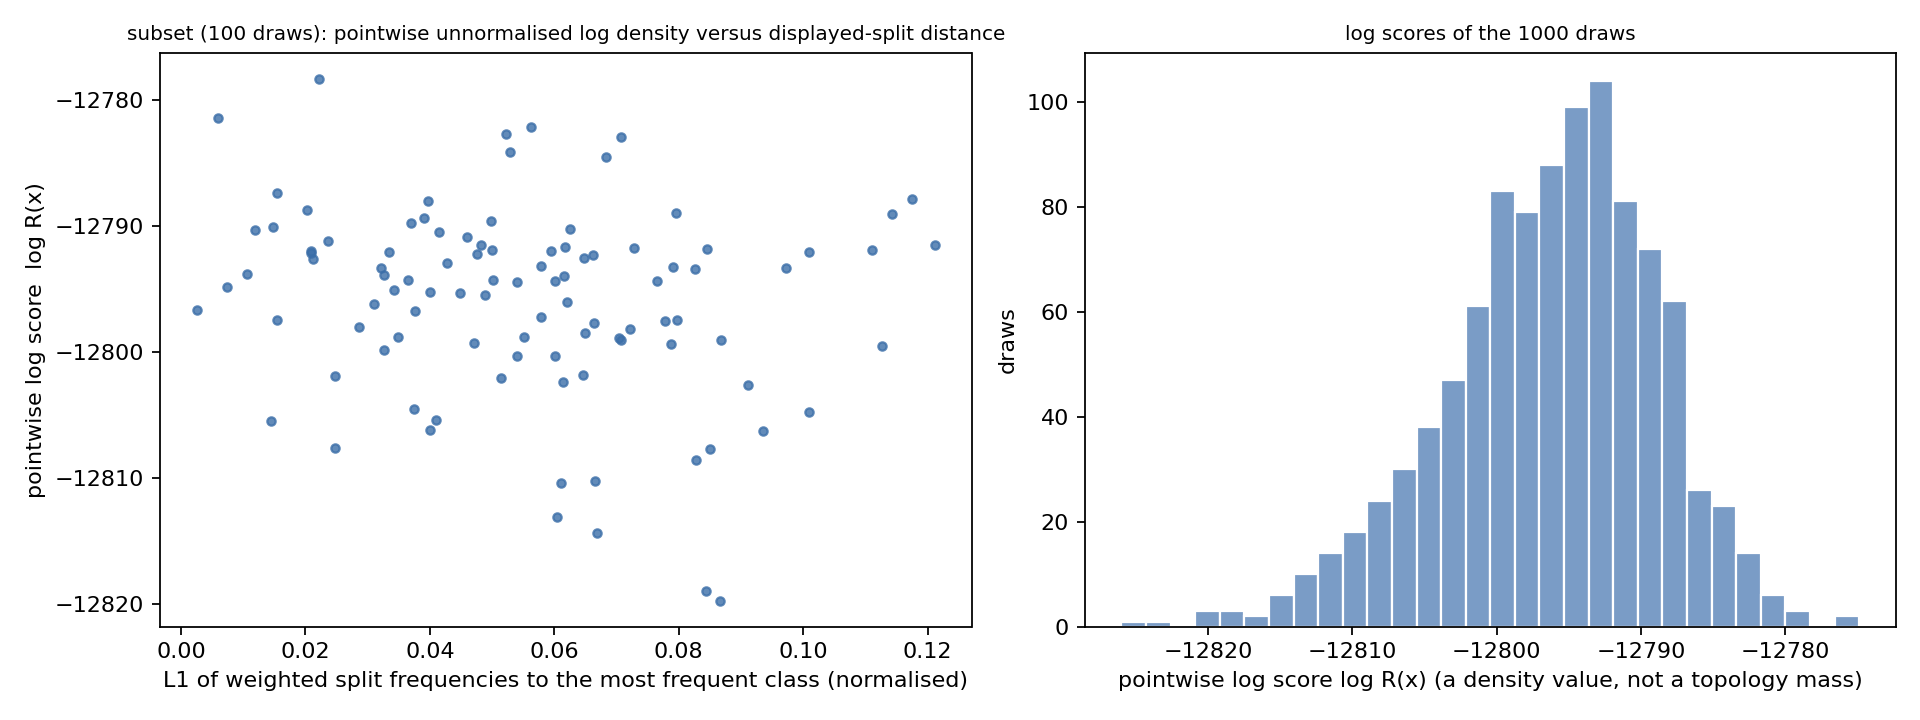 subset (100 draws): pointwise unnormalised log density versus displayed-split distance
pointwise log score  log R(x)
−12780
−12790
−12800
−12810
−12820
0.00 0.02 0.04 0.06 0.08 0.10 0.12
L1 of weighted split frequencies to the most frequent class (normalised)
log scores of the 1000 draws
draws
100
80
60
40
20
0
−12820 −12810 −12800 −12790 −12780
pointwise log score log R(x) (a density value, not a topology mass)